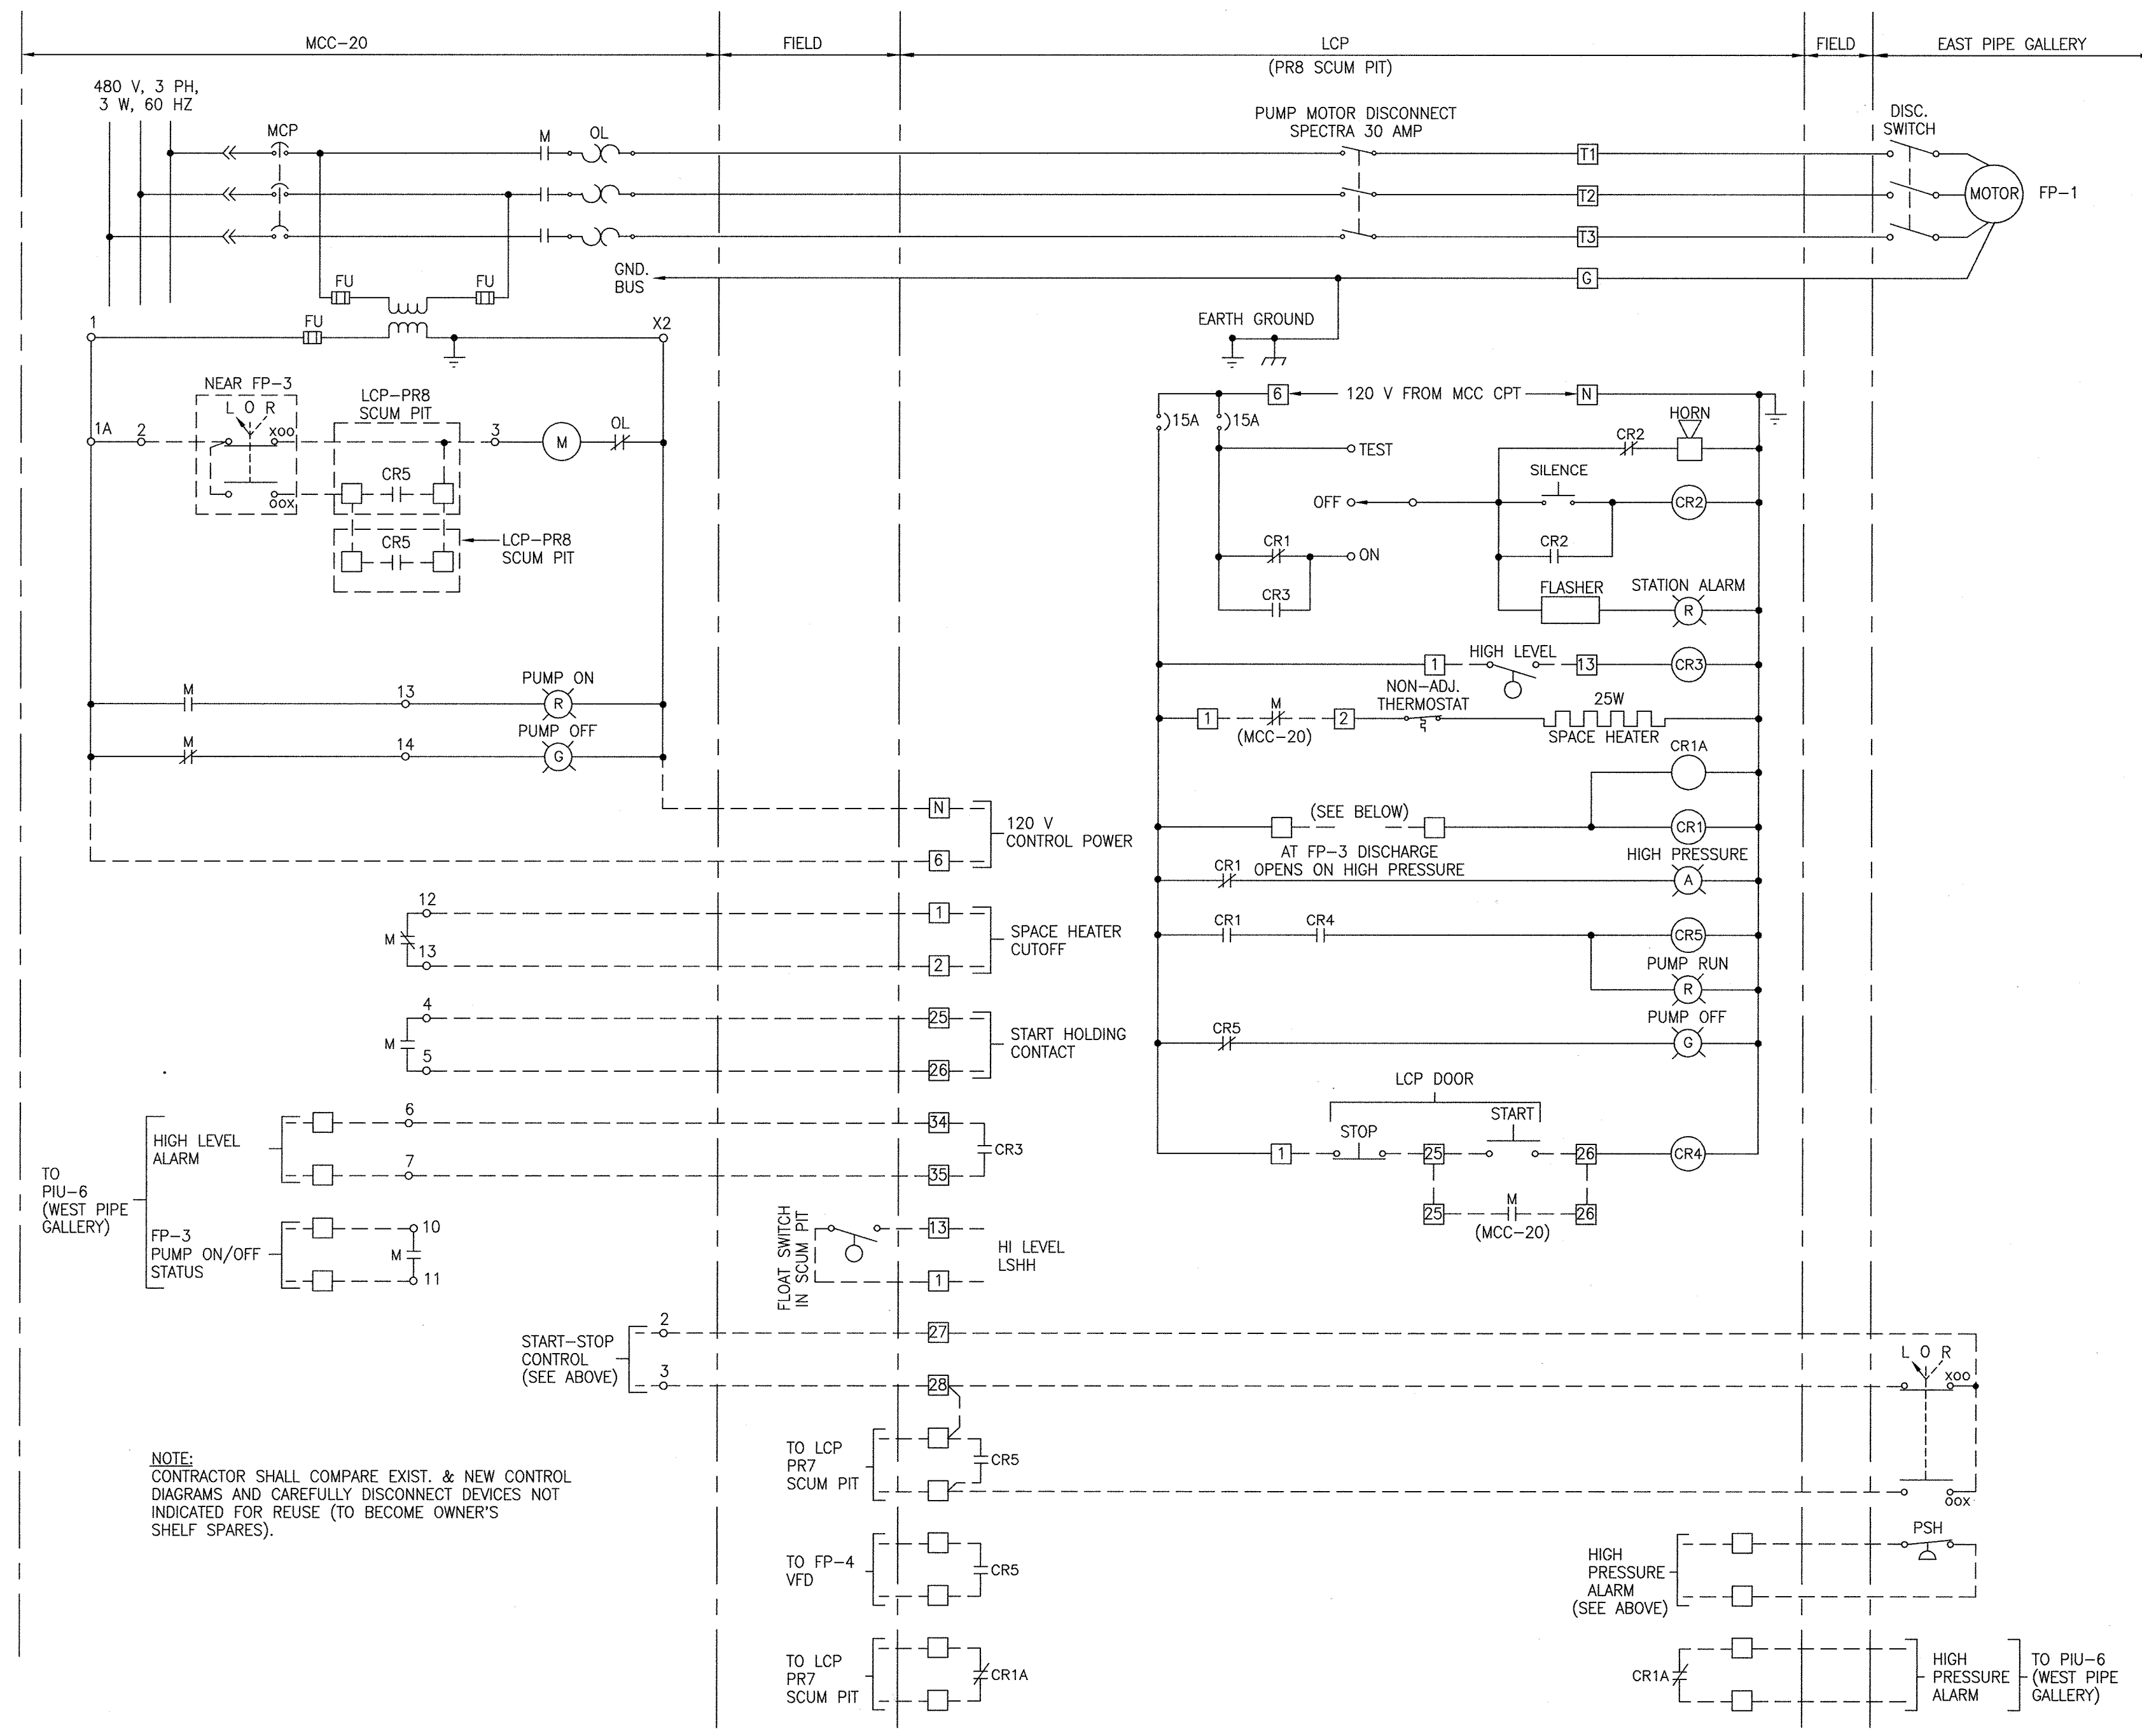 MCC-20
FIELD
LCP
(PR8 SCUM PIT)
FIELD
EAST PIPE GALLERY
480 V, 3 PH,
3 W, 60 HZ
MCP
M
OL
PUMP MOTOR DISCONNECT
SPECTRA 30 AMP
T1
T2
T3
G
DISC.
SWITCH
MOTOR
FP-1
GND.
BUS
FU
FU
FU
1
X2
EARTH GROUND
NEAR FP-3
L O R
XOO
OOX
1A
2
LCP-PR8
SCUM PIT
CR5
3
M
OL
CR5
LCP-PR8
SCUM PIT
M
13
PUMP ON
R
M
14
PUMP OFF
G
6
120 V FROM MCC CPT
N
15A
15A
TEST
OFF
ON
CR1
CR3
HORN
CR2
SILENCE
CR2
CR2
FLASHER
STATION ALARM
R
1
HIGH LEVEL
13
CR3
1
M
(MCC-20)
2
NON-ADJ.
THERMOSTAT
25W
SPACE HEATER
CR1A
(SEE BELOW)
CR1
AT FP-3 DISCHARGE
OPENS ON HIGH PRESSURE
CR1
HIGH PRESSURE
A
CR1
CR4
CR5
PUMP RUN
R
CR5
PUMP OFF
G
LCP DOOR
1
STOP
25
START
26
CR4
25
M
(MCC-20)
26
N
6
120 V
CONTROL POWER
12
M
13
1
2
SPACE HEATER
CUTOFF
4
M
5
25
26
START HOLDING
CONTACT
TO
PIU-6
(WEST PIPE
GALLERY)
HIGH LEVEL
ALARM
6
7
34
35
CR3
FP-3
PUMP ON/OFF
STATUS
10
M
11
FLOAT SWITCH
IN SCUM PIT
13
1
HI LEVEL
LSHH
START-STOP
CONTROL
(SEE ABOVE)
2
3
27
28
L O R
XOO
OOX
TO LCP
PR7
SCUM PIT
CR5
TO FP-4
VFD
CR5
TO LCP
PR7
SCUM PIT
CR1A
HIGH
PRESSURE
ALARM
(SEE ABOVE)
PSH
CR1A
HIGH
PRESSURE
ALARM
TO PIU-6
(WEST PIPE
GALLERY)
NOTE:
CONTRACTOR SHALL COMPARE EXIST. & NEW CONTROL
DIAGRAMS AND CAREFULLY DISCONNECT DEVICES NOT
INDICATED FOR REUSE (TO BECOME OWNER'S
SHELF SPARES).